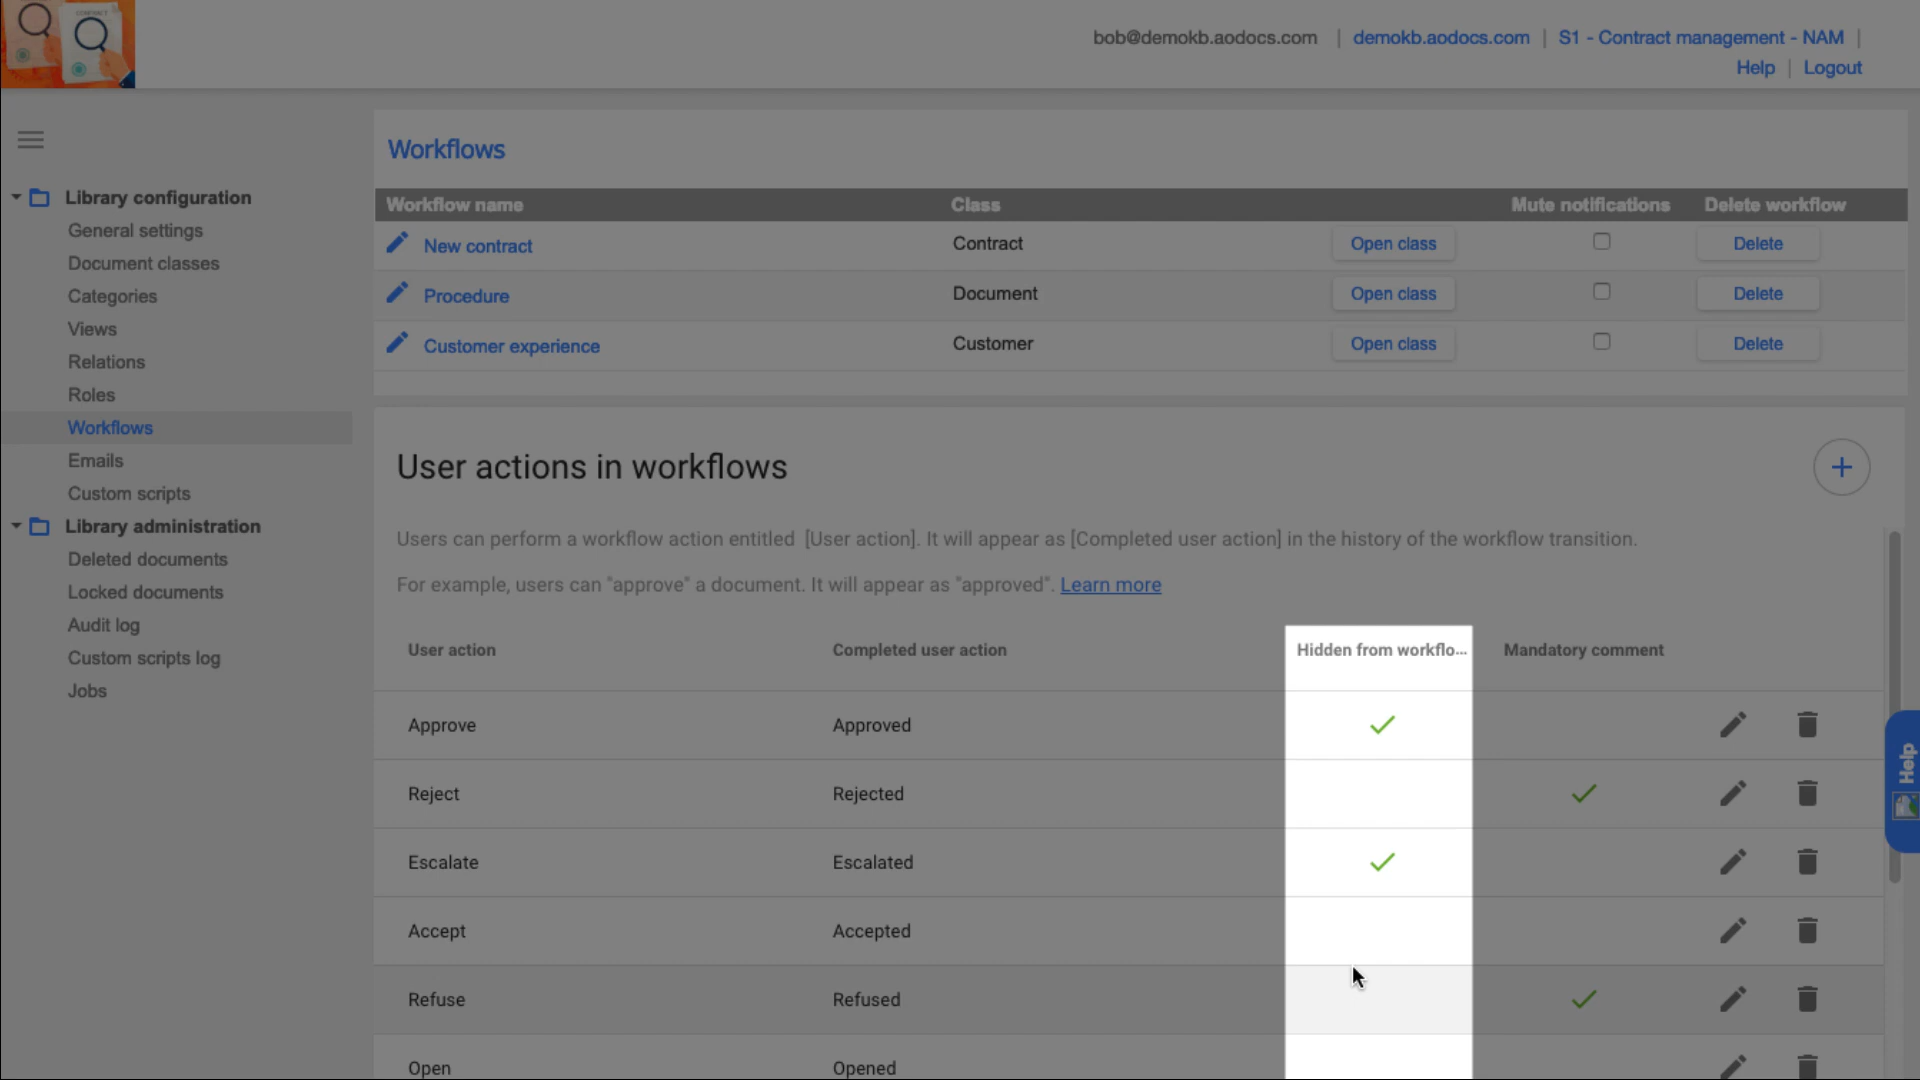 bob@demokb.aodocs.com | demokb.aodocs.com | S1 - Contract management - NAM |
Help | Logout
Workflows
Workflow name Class Mute notifications Delete workflow
New contract Contract Open class Delete
Procedure Document Open class Delete
Customer experience Customer Open class Delete
Library configuration
General settings
Document classes
Categories
Views
Relations
Roles
Workflows
Emails
Custom scripts
Library administration
Deleted documents
Locked documents
Audit log
Custom scripts log
Jobs
User actions in workflows
Users can perform a workflow action entitled [User action]. It will appear as [Completed user action] in the history of the workflow transition.
For example, users can "approve" a document. It will appear as "approved". Learn more
User action Completed user action Hidden from workflo... Mandatory comment
Approve Approved
Reject Rejected
Escalate Escalated
Accept Accepted
Refuse Refused
Open Opened
Help